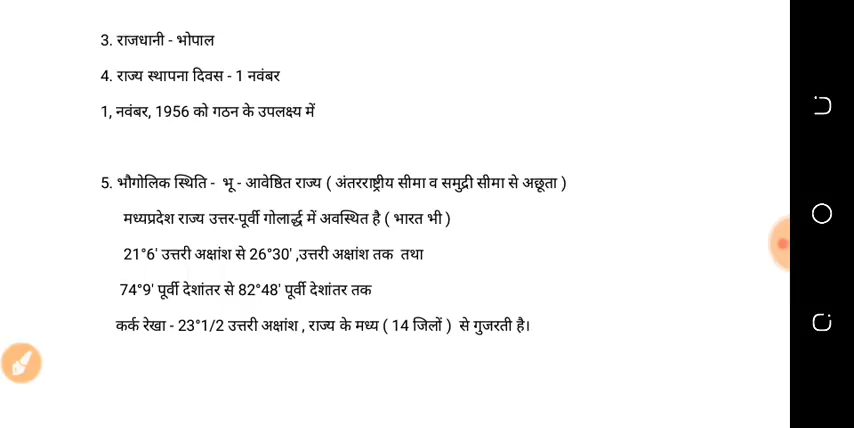 3. राजधानी - भोपाल
4. राज्य स्थापना दिवस - 1 नवंबर
1, नवंबर, 1956 को गठन के उपलक्ष्य में
5. भौगोलिक स्थिति - भू - आवेष्ठित राज्य ( अंतरराष्ट्रीय सीमा व समुद्री सीमा से अछूता )
मध्यप्रदेश राज्य उत्तर-पूर्वी गोलार्द्ध में अवस्थित है ( भारत भी )
21°6' उत्तरी अक्षांश से 26°30' ,उत्तरी अक्षांश तक तथा
74°9' पूर्वी देशांतर से 82°48' पूर्वी देशांतर तक
कर्क रेखा - 23°1/2 उत्तरी अक्षांश , राज्य के मध्य ( 14 जिलों ) से गुजरती है।